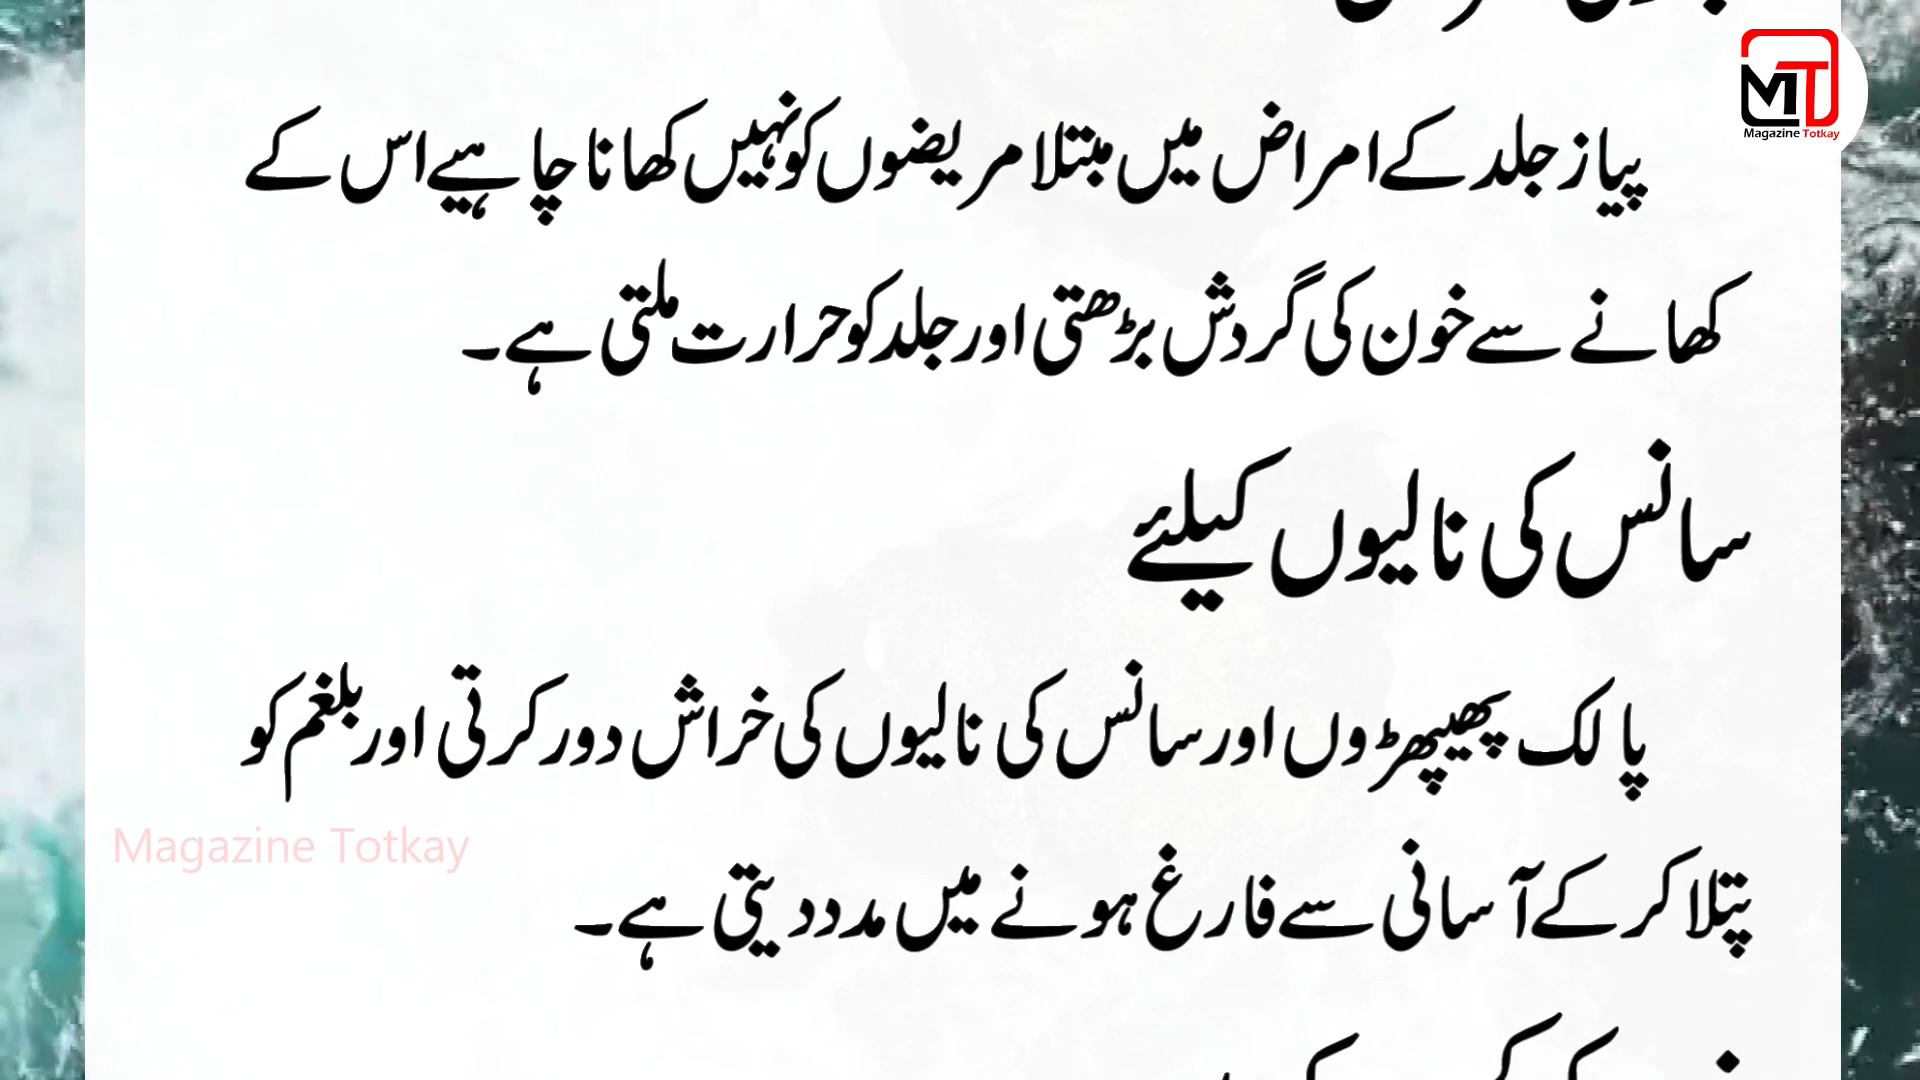 MT
Magazine Totkay
پیاز جلد کے امراض میں مبتلا مریضوں کو نہیں کھانا چاہیے اس کے
کھانے سے خون کی گردش بڑھتی اور جلد کو حرارت ملتی ہے۔
سانس کی نالیوں کیلئے
پالک پھیپھڑوں اور سانس کی نالیوں کی خراش دور کرتی اور بلغم کو
Magazine Totkay
پتلا کر کے آسانی سے فارغ ہونے میں مدد دیتی ہے۔